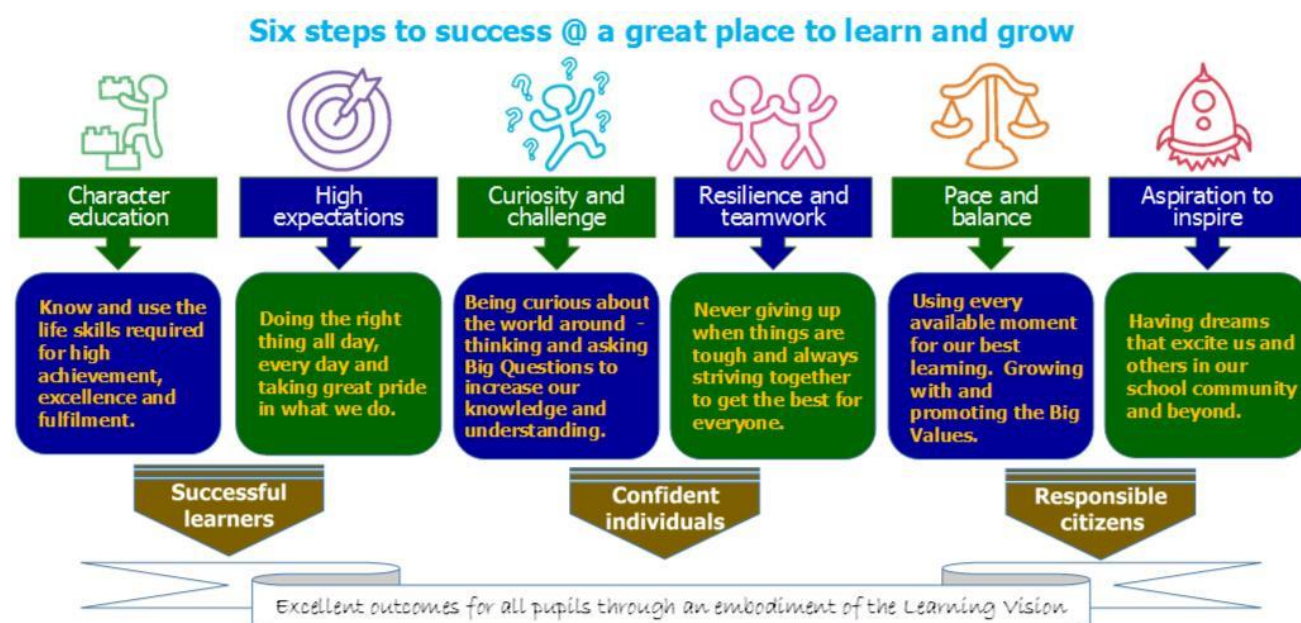 Six steps to success @ a great place to learn and grow
Character
education
High
expectations
Curiosity and
challenge
Resilience and
teamwork
Pace and
balance
Aspiration to
inspire
Know and use the
life skills required
for high
achievement,
excellence and
fulfilment.
Doing the right
thing all day,
every day and
taking great pride
in what we do.
Being curious about
the world around -
thinking and asking
Big Questions to
increase our
knowledge and
understanding.
Never giving up
when things are
tough and always
striving together
to get the best for
everyone.
Using every
available moment
for our best
learning. Growing
with and
promoting the Big
Values.
Having dreams
that excite us and
others in our
school community
and beyond.
Successful
learners
Confident
individuals
Responsible
citizens
Excellent outcomes for all pupils through an embodiment of the Learning Vision